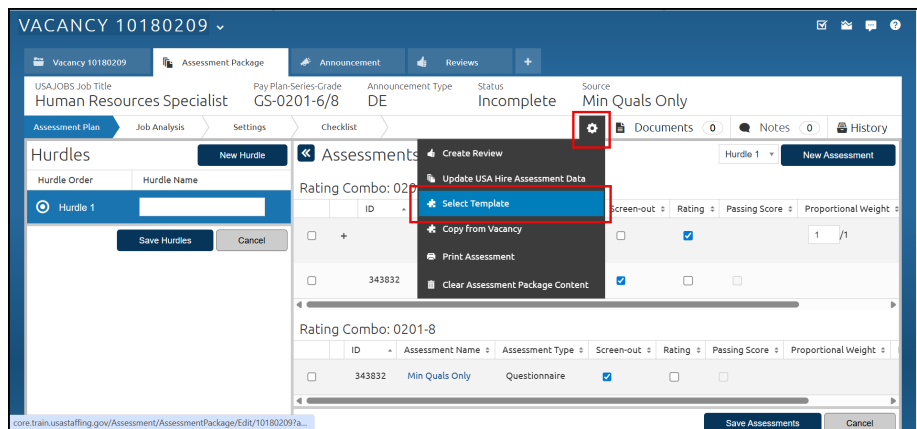 VACANCY 10180209
Vacancy 10180209 Assessment Package Announcement Reviews +
USAJOBS Job Title Pay Plan-Series-Grade Announcement Type Status Source
Human Resources Specialist GS-0201-6/8 DE Incomplete Min Quals Only
Assessment Plan Job Analysis Settings Checklist Documents 0 Notes 0 History
Hurdles New Hurdle Assessments Hurdle 1 New Assessment
Hurdle Order Hurdle Name
Hurdle 1
Save Hurdles Cancel
Create Review
Update USA Hire Assessment Data
Select Template
Copy from Vacancy
Print Assessment
Clear Assessment Package Content
Rating Combo: 020
ID Screen-out Rating Passing Score Proportional Weight
+ 1 /1
343832
Rating Combo: 0201-8
ID Assessment Name Assessment Type Screen-out Rating Passing Score Proportional Weight
343832 Min Quals Only Questionnaire
Save Assessments Cancel
core.train.usastaffing.gov/Assessment/AssessmentPackage/Edit/10180209?a...